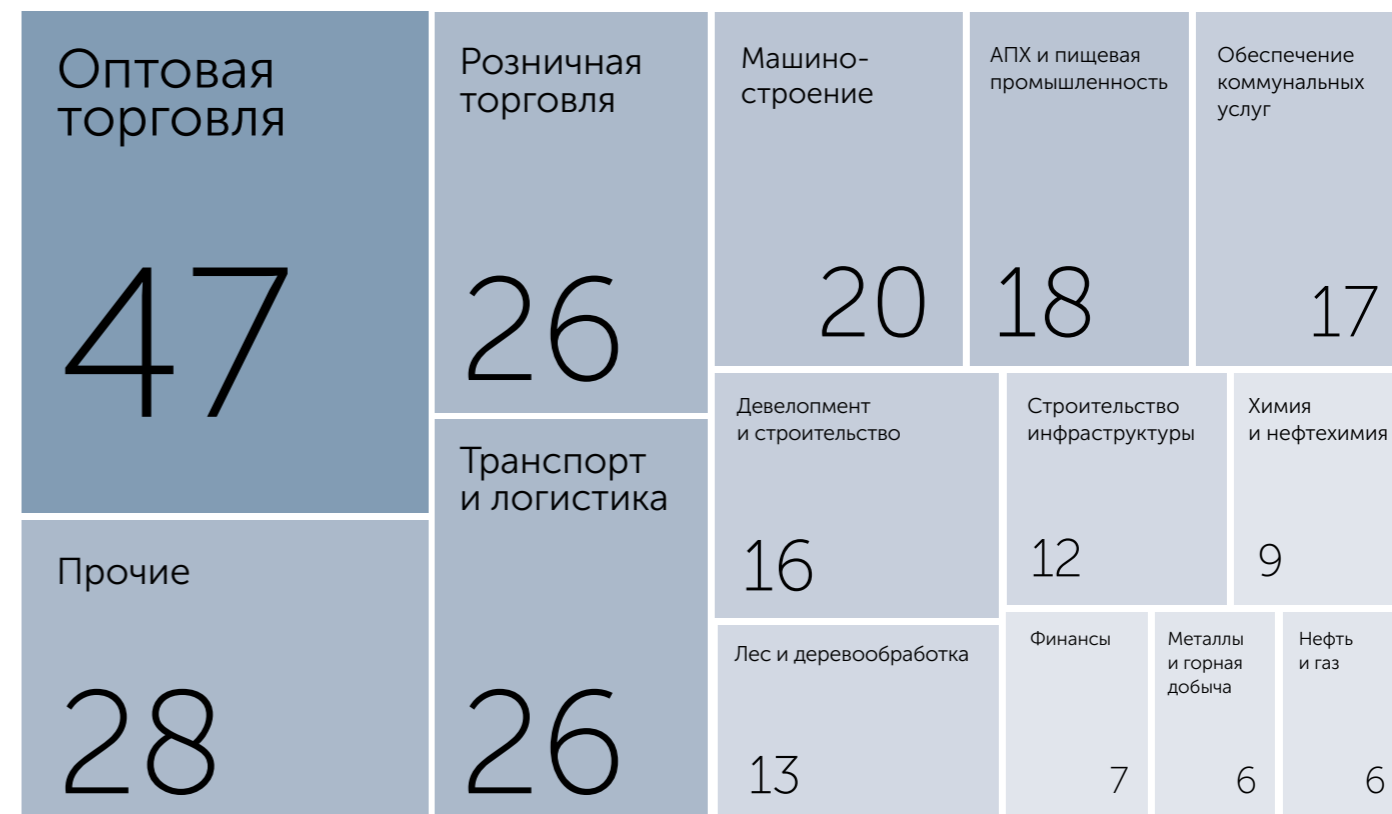 Оптовая
торговля
47
Розничная
торговля
26
Машино-
строение
20
АПХ и пищевая
промышленность
18
Обеспечение
коммунальных
услуг
17
Прочие
28
Транспорт
и логистика
26
Девелопмент
и строительство
16
Строительство
инфраструктуры
12
Химия
и нефтехимия
9
Лес и деревообработка
13
Финансы
7
Металлы
и горная
добыча
6
Нефть
и газ
6